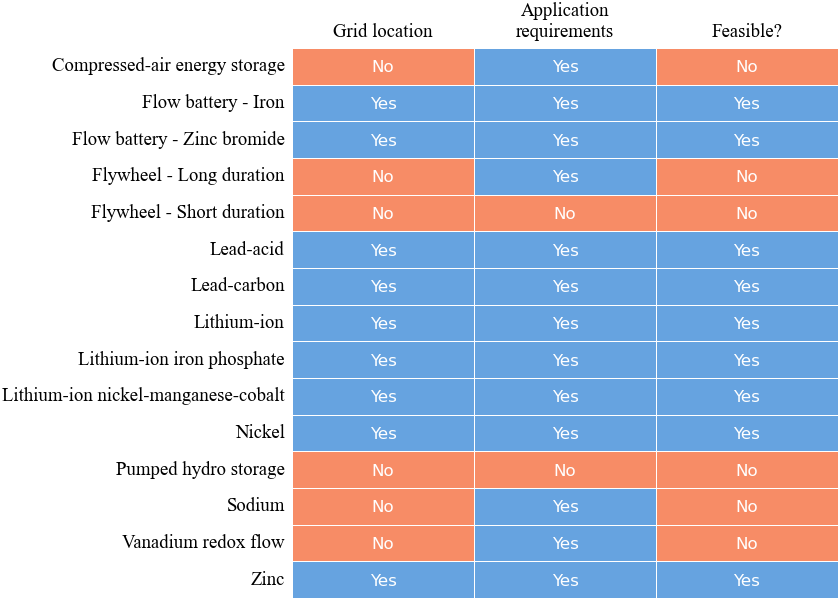 Grid location Application requirements Feasible?
Compressed-air energy storage No Yes No
Flow battery - Iron Yes Yes Yes
Flow battery - Zinc bromide Yes Yes Yes
Flywheel - Long duration No Yes No
Flywheel - Short duration No No No
Lead-acid Yes Yes Yes
Lead-carbon Yes Yes Yes
Lithium-ion Yes Yes Yes
Lithium-ion iron phosphate Yes Yes Yes
Lithium-ion nickel-manganese-cobalt Yes Yes Yes
Nickel Yes Yes Yes
Pumped hydro storage No No No
Sodium No Yes No
Vanadium redox flow No Yes No
Zinc Yes Yes Yes